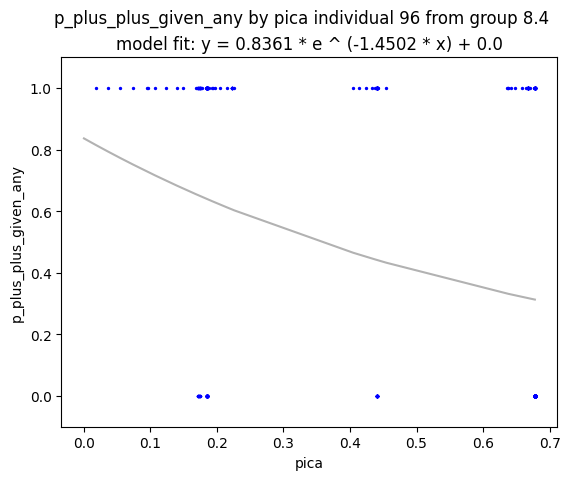 p_plus_plus_given_any by pica individual 96 from group 8.4
model fit: y = 0.8361 * e ^ (-1.4502 * x) + 0.0
p_plus_plus_given_any
1.0
0.8
0.6
0.4
0.2
0.0
0.0 0.1 0.2 0.3 0.4 0.5 0.6 0.7
pica